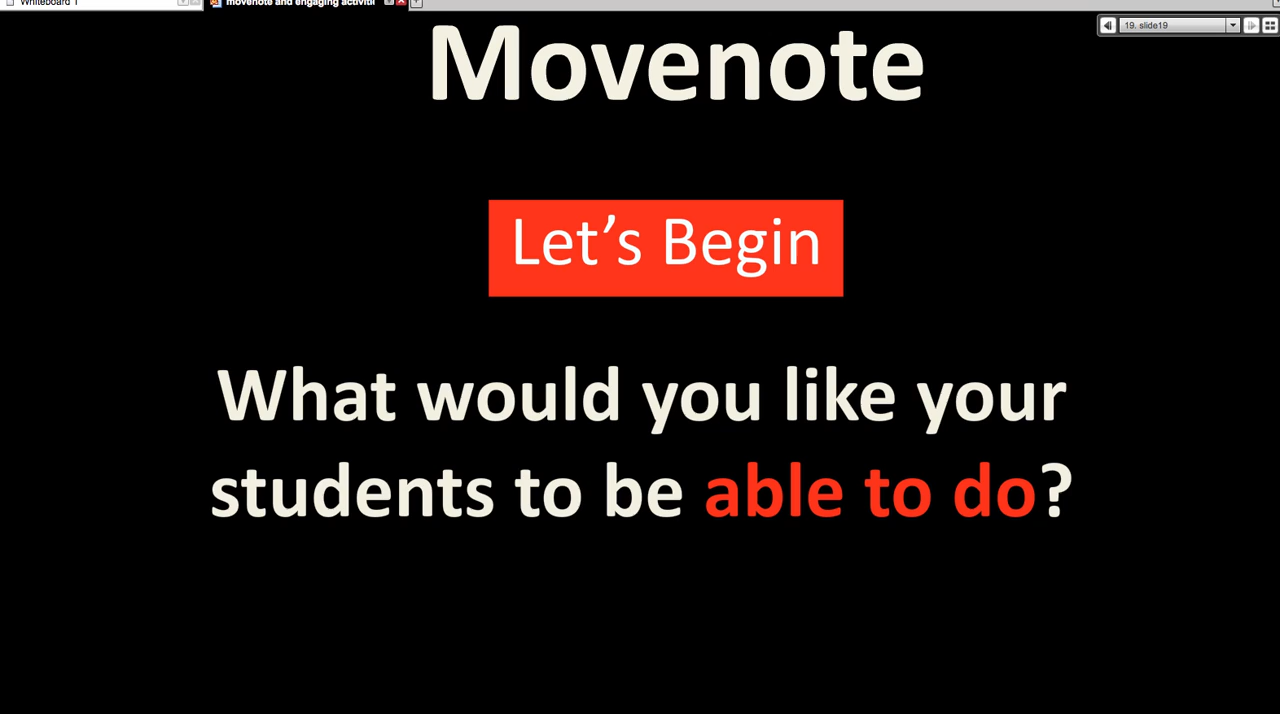 Whiteboard 1
movenote and engaging activiti
19. slide19
Movenote
Let's Begin
What would you like your
students to be able to do?